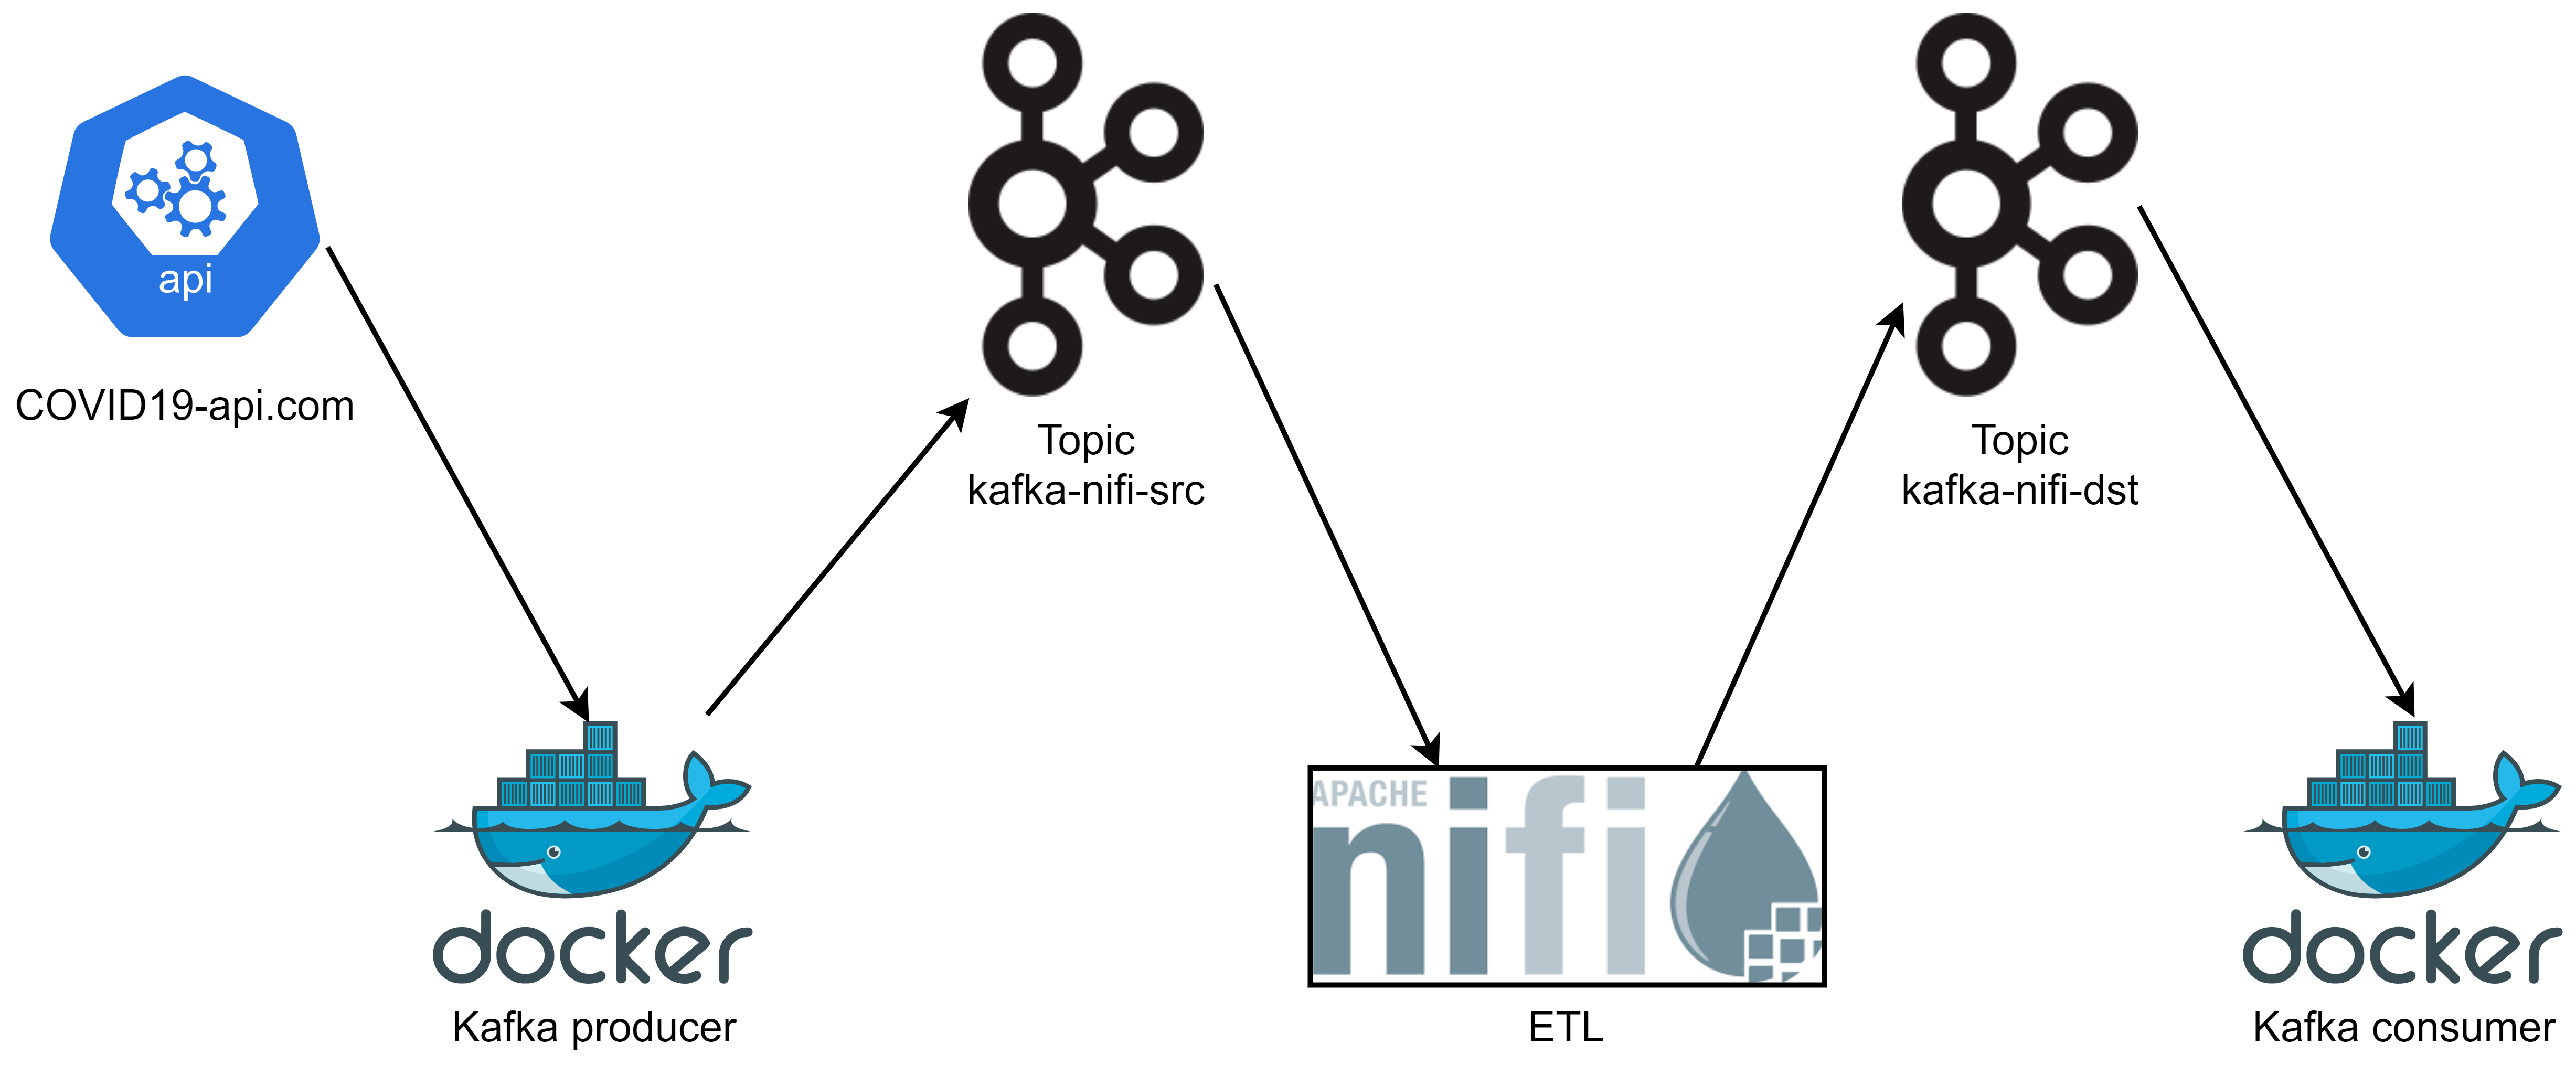 api
COVID19-api.com
docker
Kafka producer
Topic
kafka-nifi-src
APACHE
nifi
ETL
Topic
kafka-nifi-dst
docker
Kafka consumer